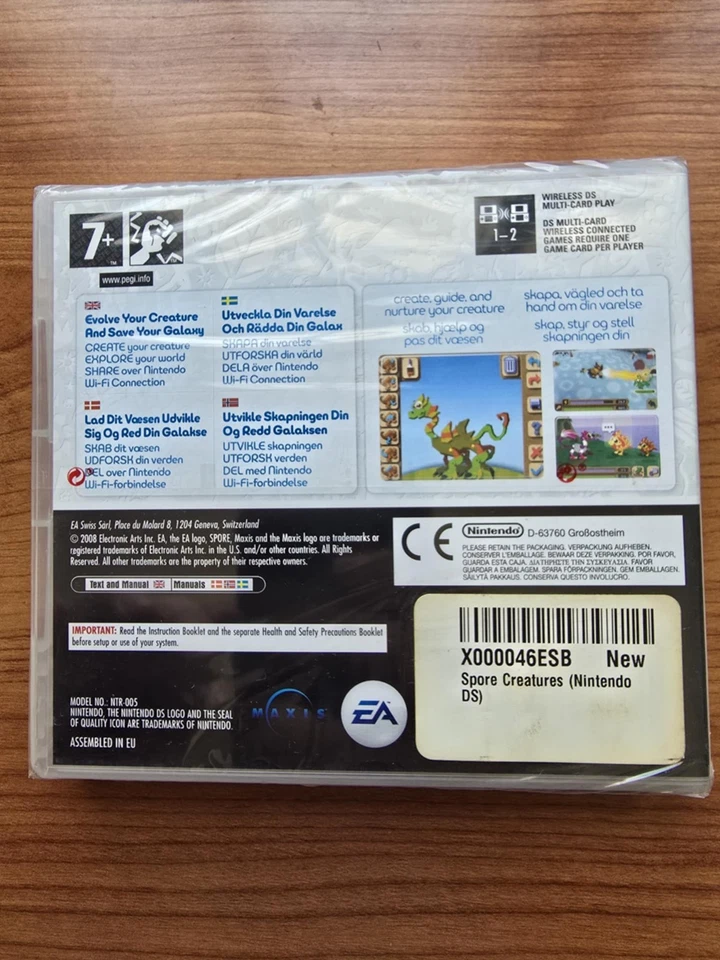 7+
™
www.pegi.info
1–2
WIRELESS DS
MULTI-CARD PLAY
DS MULTI-CARD
WIRELESS CONNECTED
GAMES REQUIRE ONE
GAME CARD PER PLAYER
Evolve Your Creature
And Save Your Galaxy
CREATE your creature
EXPLORE your world
SHARE over Nintendo
Wi-Fi Connection
Utveckla Din Varelse
Och Rädda Din Galax
SKAPA din varelse
UTFORSKA din värld
DELA över Nintendo
Wi-Fi Connection
Lad Dit Væsen Udvikle
Sig Og Red Din Galakse
SKAB dit væsen
UDFORSK din verden
DEL over Nintendo
Wi-Fi-forbindelse
Utvikle Skapningen Din
Og Redd Galaksen
UTVIKLE skapningen
UTFORSK verden
DEL med Nintendo
Wi-Fi-forbindelse
create, guide, and
nurture your creature
skab, hjælp og
pas dit væsen
skapa, vägled och ta
hand om din varelse
skap, styr og stell
skapningen din
EA Swiss Sàrl, Place du Molard 8, 1204 Geneva, Switzerland
© 2008 Electronic Arts Inc. EA, the EA logo, SPORE, Maxis and the Maxis logo are trademarks or
registered trademarks of Electronic Arts Inc. in the U.S. and/or other countries. All Rights
Reserved. All other trademarks are the property of their respective owners.
Text and Manual
Manuals
CE
Nintendo D-63760 Großostheim
PLEASE RETAIN THE PACKAGING. VERPACKUNG AUFHEBEN.
CONSERVER L'EMBALLAGE. BEWAAR DEZE VERPAKKING. POR FAVOR,
GUARDA ESTA CAJA. ΔΙΑΤΗΡΗΣΤΕ ΤΗΝ ΣΥΣΚΕΥΑΣΙΑ. FAVOR
GUARDAR A EMBALAGEM. SPARA FÖRPACKNINGEN. GEM EMBALLAGEN.
SÄILYTÄ PAKKAUS. CONSERVA QUESTO INVOLUCRO.
IMPORTANT: Read the Instruction Booklet and the separate Health and Safety Precautions Booklet
before setup or use of your system.
X000046ESB New
Spore Creatures (Nintendo
DS)
MODEL NO.: NTR-005
NINTENDO, THE NINTENDO DS LOGO AND THE SEAL
OF QUALITY ICON ARE TRADEMARKS OF NINTENDO.
ASSEMBLED IN EU
MAXIS
EA